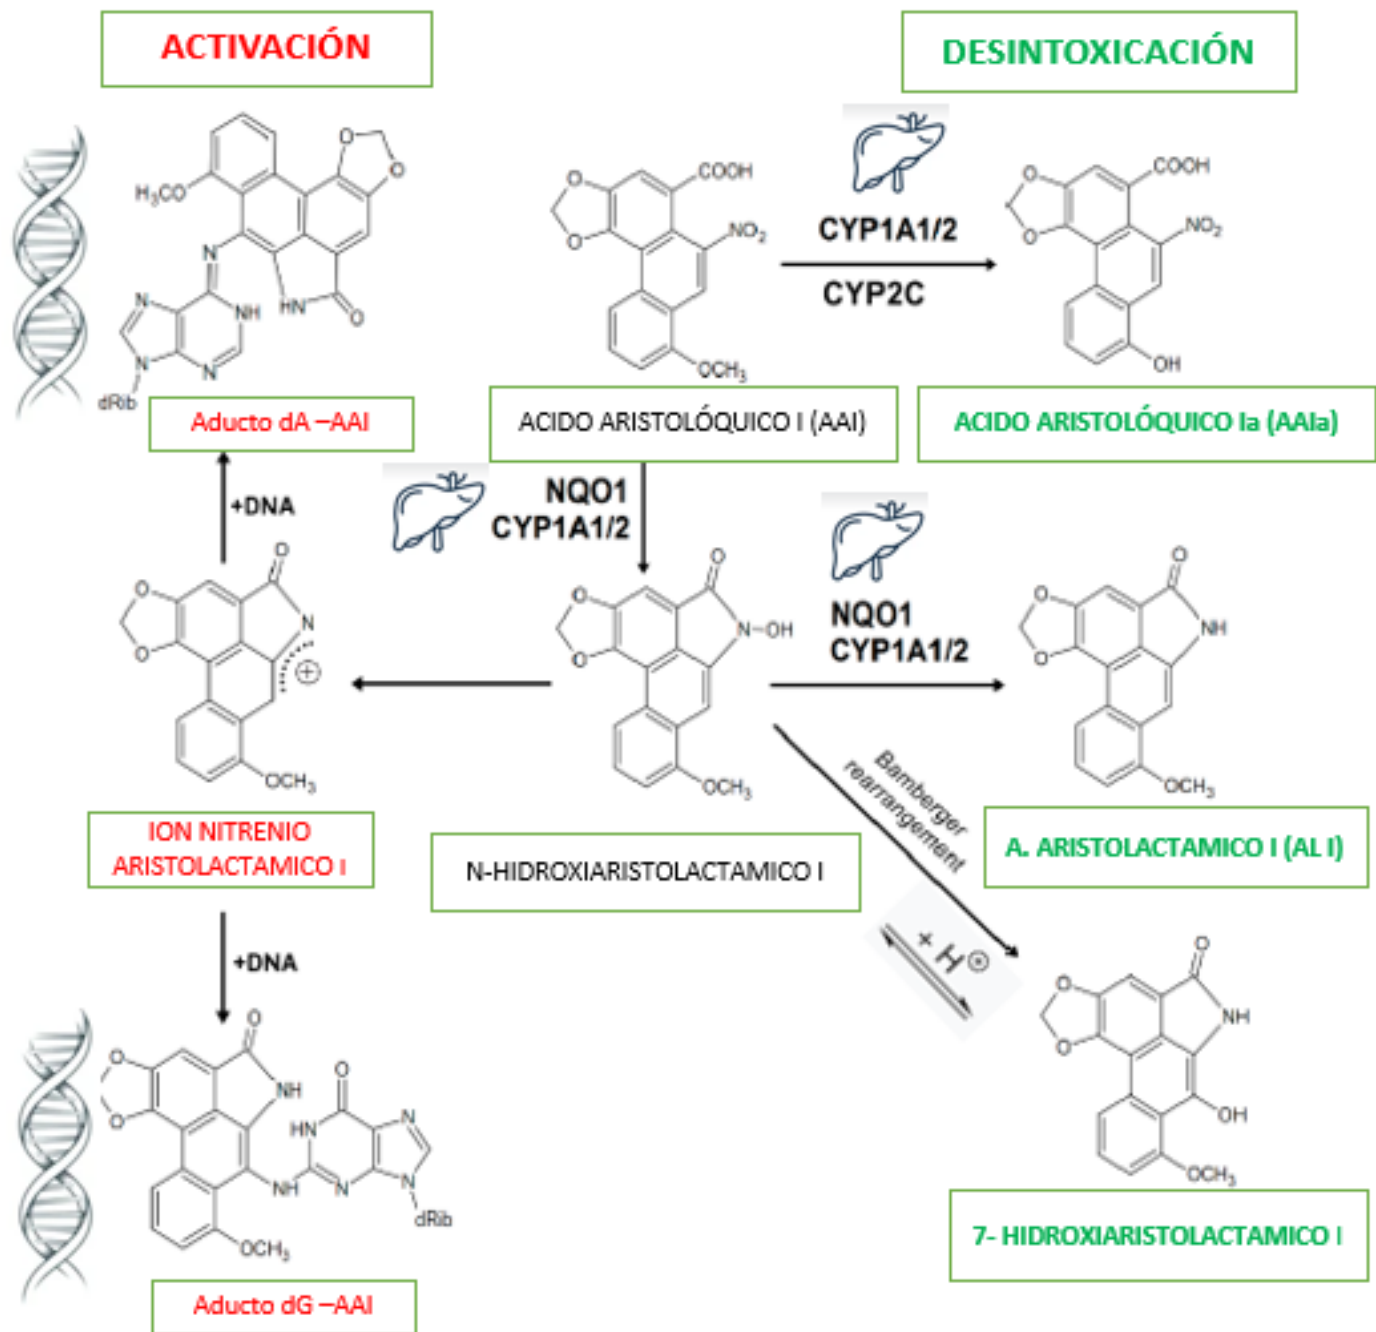 ACTIVACIÓN
DESINTOXICACIÓN
H₃CO
O
O
N
HN
O
N
NH
N
N
dRib
Aducto dA –AAI
O
O
COOH
NO₂
OCH₃
ACIDO ARISTOLÓQUICO I (AAI)
CYP1A1/2
CYP2C
O
O
COOH
NO₂
OH
ACIDO ARISTOLÓQUICO Ia (AAIa)
+DNA
NQO1
CYP1A1/2
O
O
O
N
+
OCH₃
ION NITRENIO
ARISTOLACTAMICO I
O
O
O
N–OH
OCH₃
N-HIDROXIARISTOLACTAMICO I
NQO1
CYP1A1/2
O
O
O
NH
OCH₃
A. ARISTOLACTAMICO I (AL I)
Bamberger
rearrangement
+ H⊕
+DNA
O
O
O
NH
OH
OCH₃
7- HIDROXIARISTOLACTAMICO I
O
O
O
NH
O
HN
N
NH
N
N
dRib
OCH₃
Aducto dG –AAI